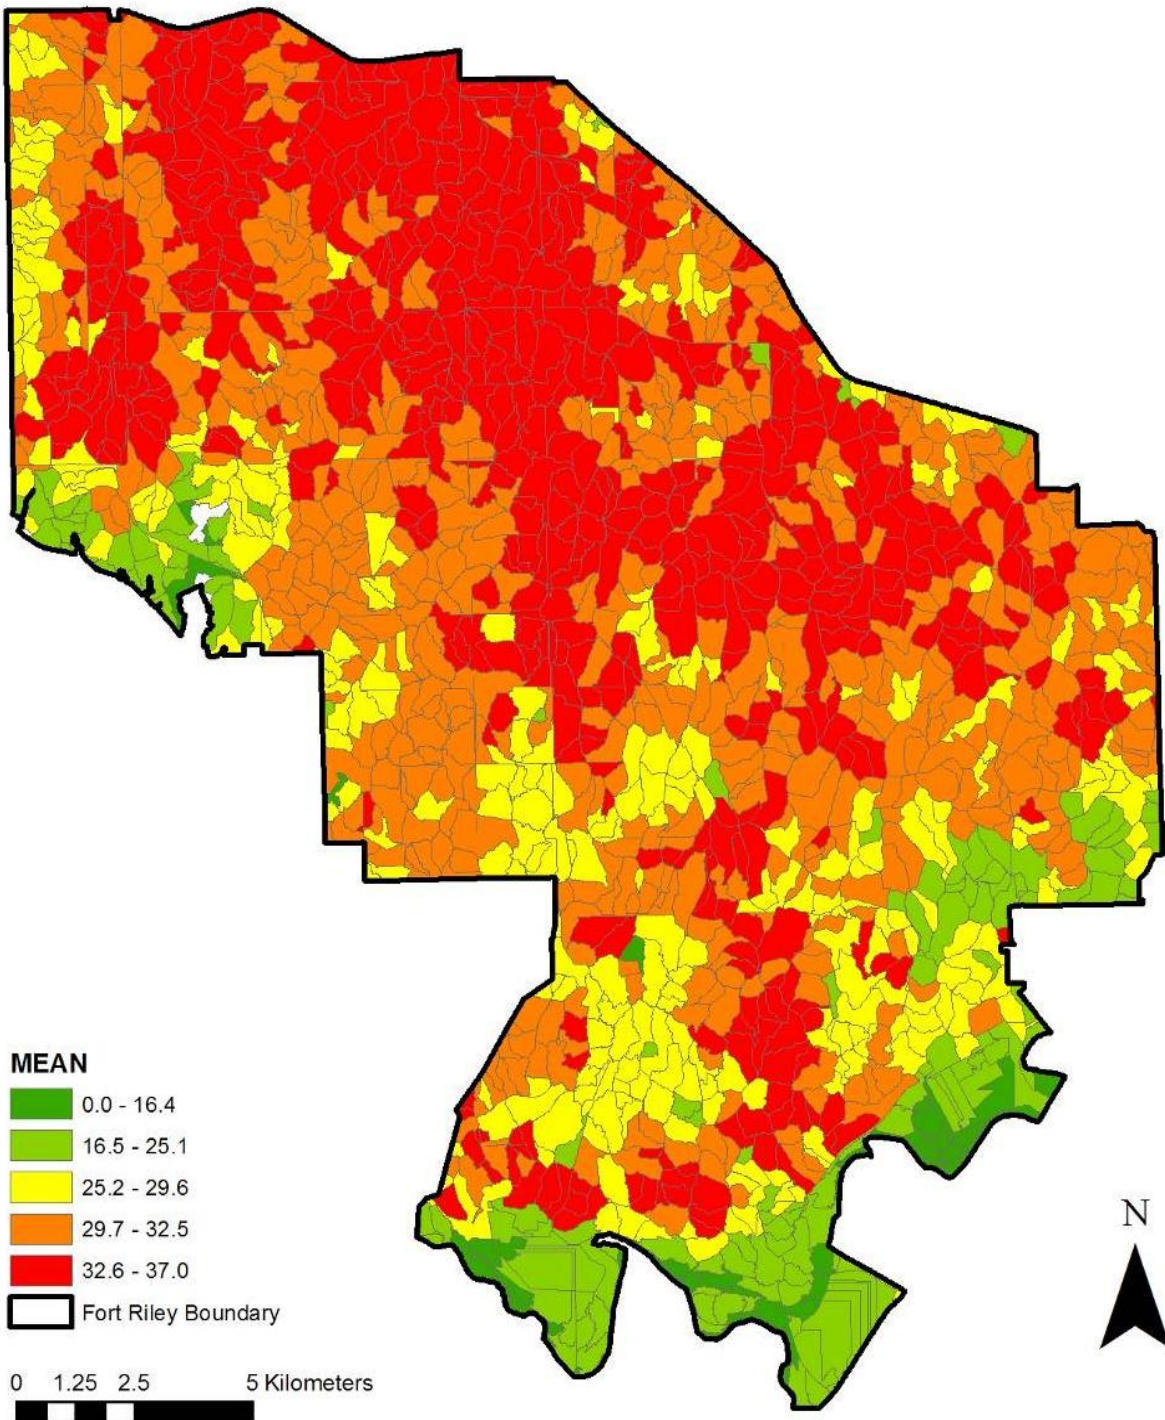 MEAN
0.0 - 16.4
16.5 - 25.1
25.2 - 29.6
29.7 - 32.5
32.6 - 37.0
Fort Riley Boundary
0 1.25 2.5 5 Kilometers
N